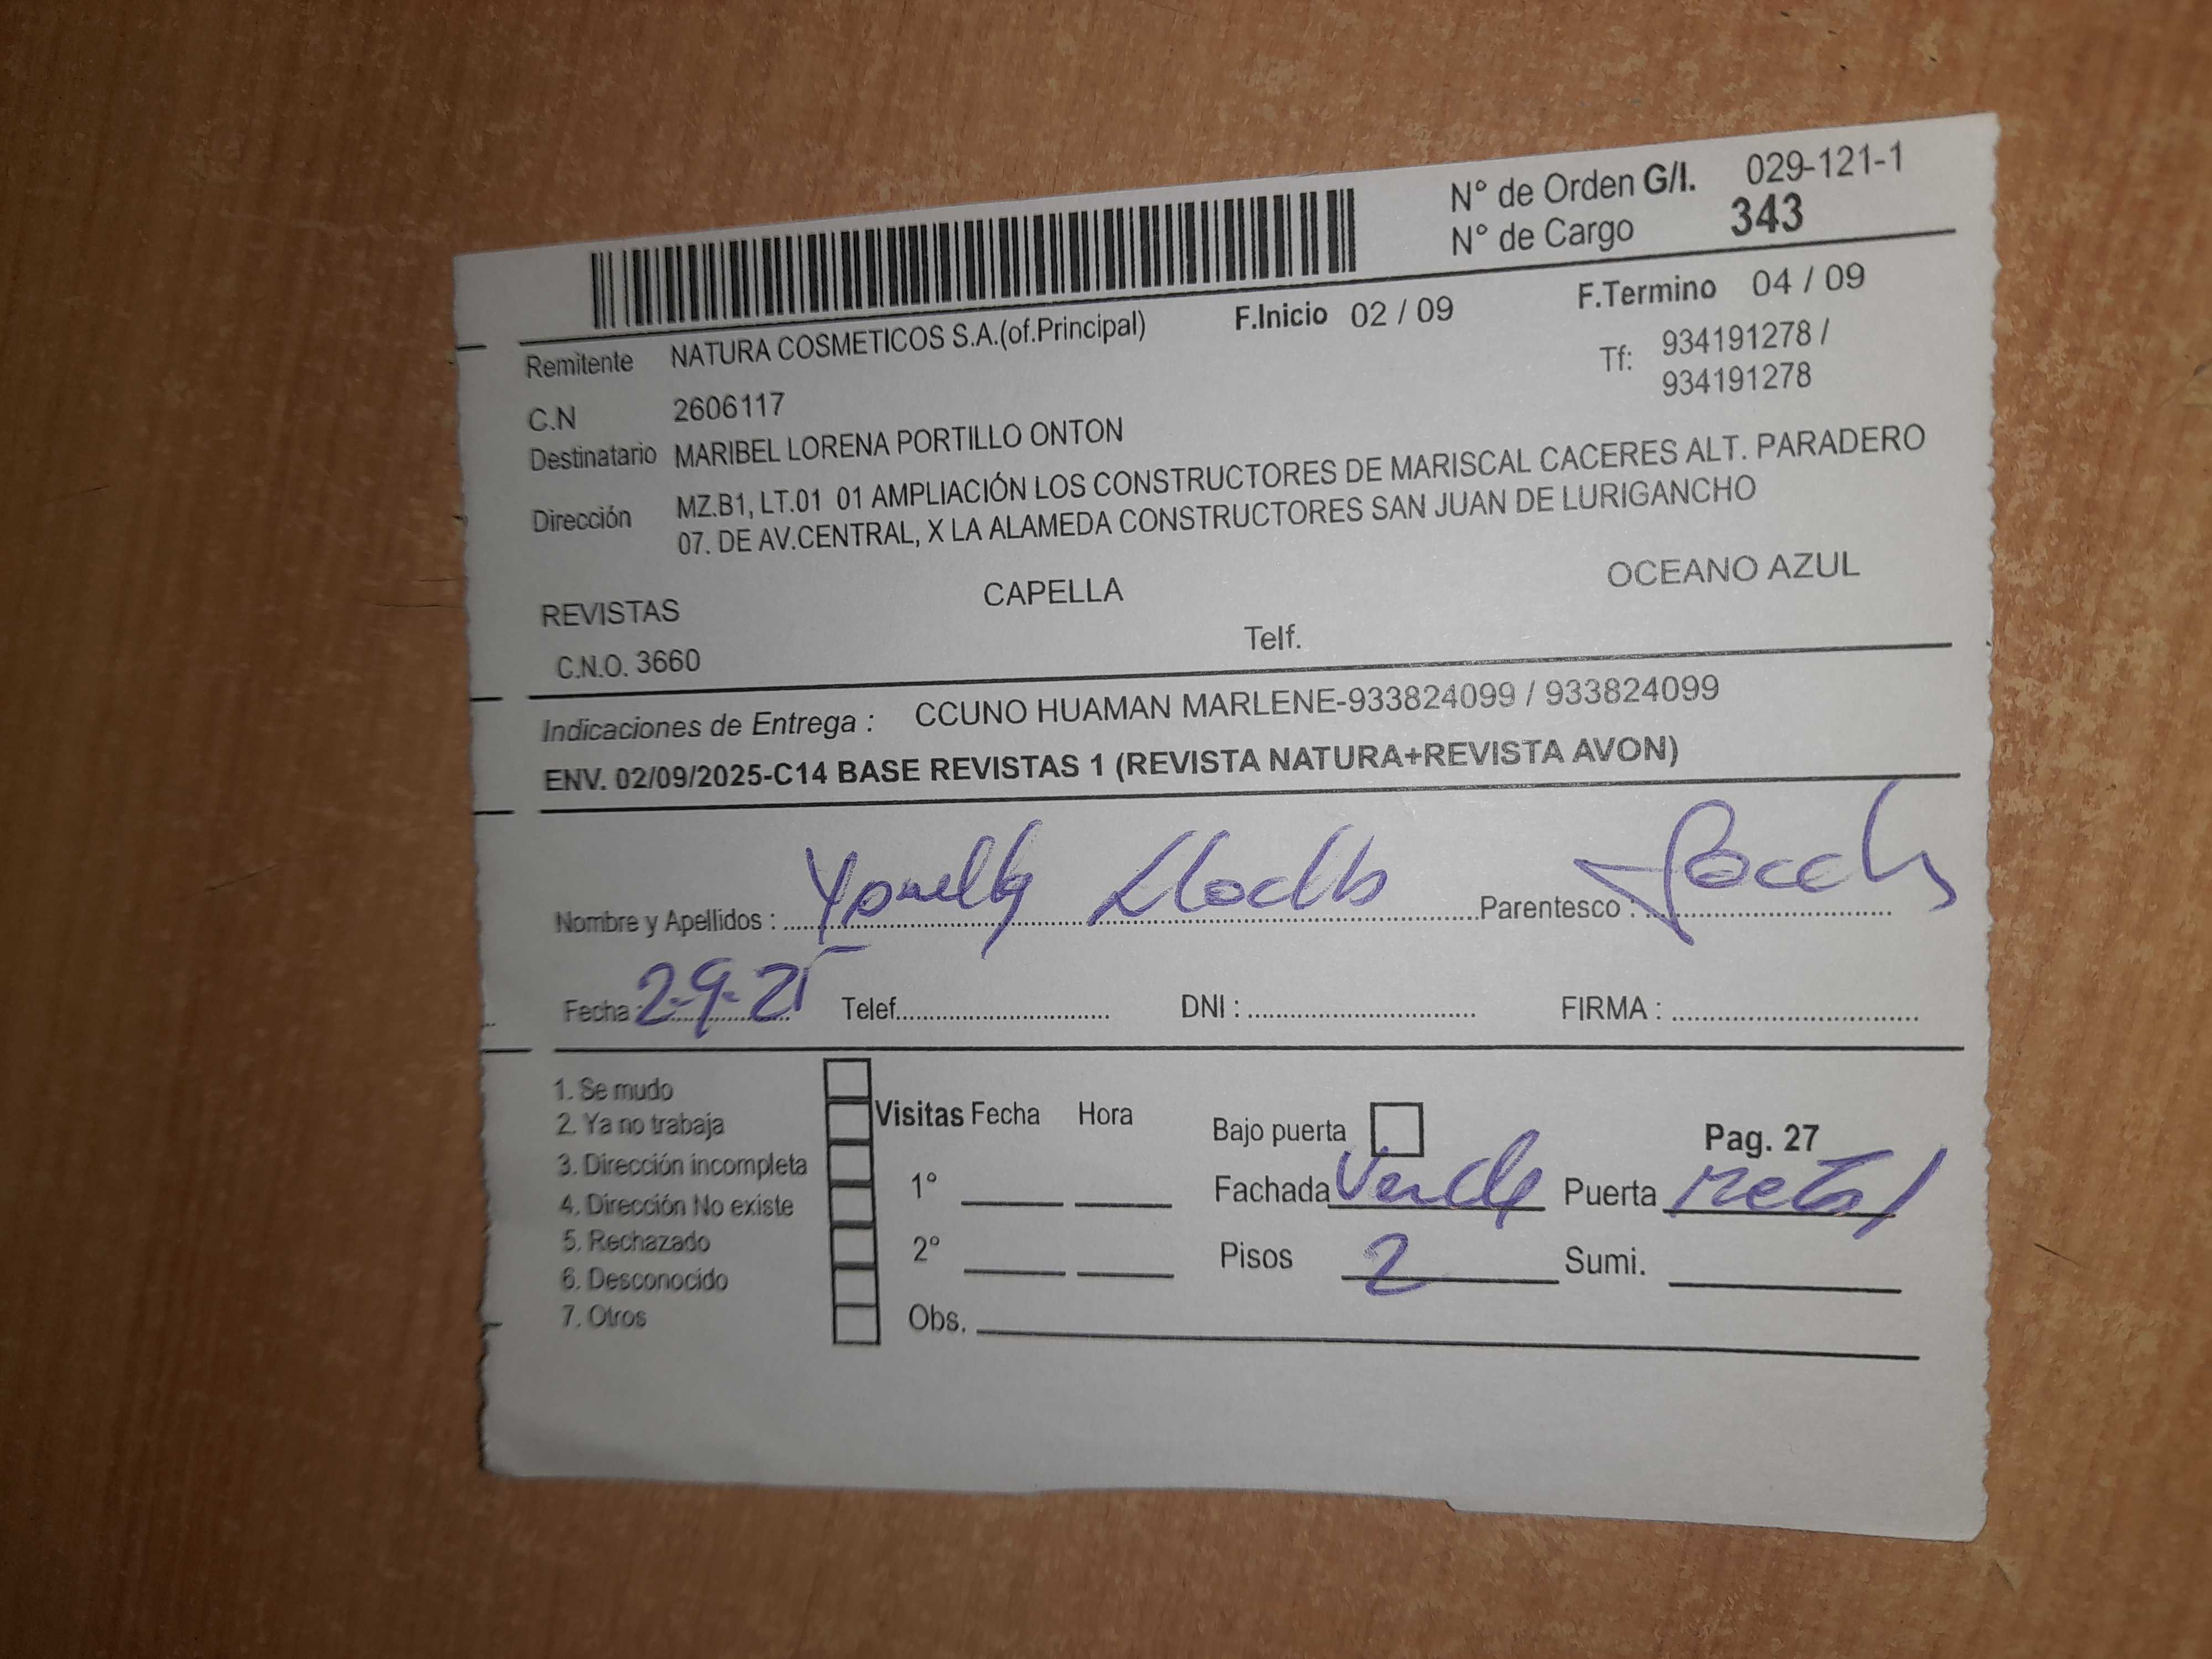 N° de Orden G/I. 029-121-1
N° de Cargo 343
F.Inicio 02 / 09 F.Termino 04 / 09
Remitente NATURA COSMETICOS S.A.(of.Principal)
Tf: 934191278 /
934191278
C.N 2606117
Destinatario MARIBEL LORENA PORTILLO ONTON
Dirección MZ.B1, LT.01 01 AMPLIACIÓN LOS CONSTRUCTORES DE MARISCAL CACERES ALT. PARADERO
07. DE AV.CENTRAL, X LA ALAMEDA CONSTRUCTORES SAN JUAN DE LURIGANCHO
REVISTAS CAPELLA OCEANO AZUL
C.N.O. 3660 Telf.
Indicaciones de Entrega : CCUNO HUAMAN MARLENE-933824099 / 933824099
ENV. 02/09/2025-C14 BASE REVISTAS 1 (REVISTA NATURA+REVISTA AVON)
Nombre y Apellidos : Parentesco :
Fecha : 2-9-25 Telef. DNI : FIRMA :
1. Se mudo
2. Ya no trabaja
3. Dirección incompleta
4. Dirección No existe
5. Rechazado
6. Desconocido
7. Otros
Visitas Fecha Hora
1°
2°
Obs.
Bajo puerta Pag. 27
Fachada Verde Puerta Metal
Pisos 2 Sumi.